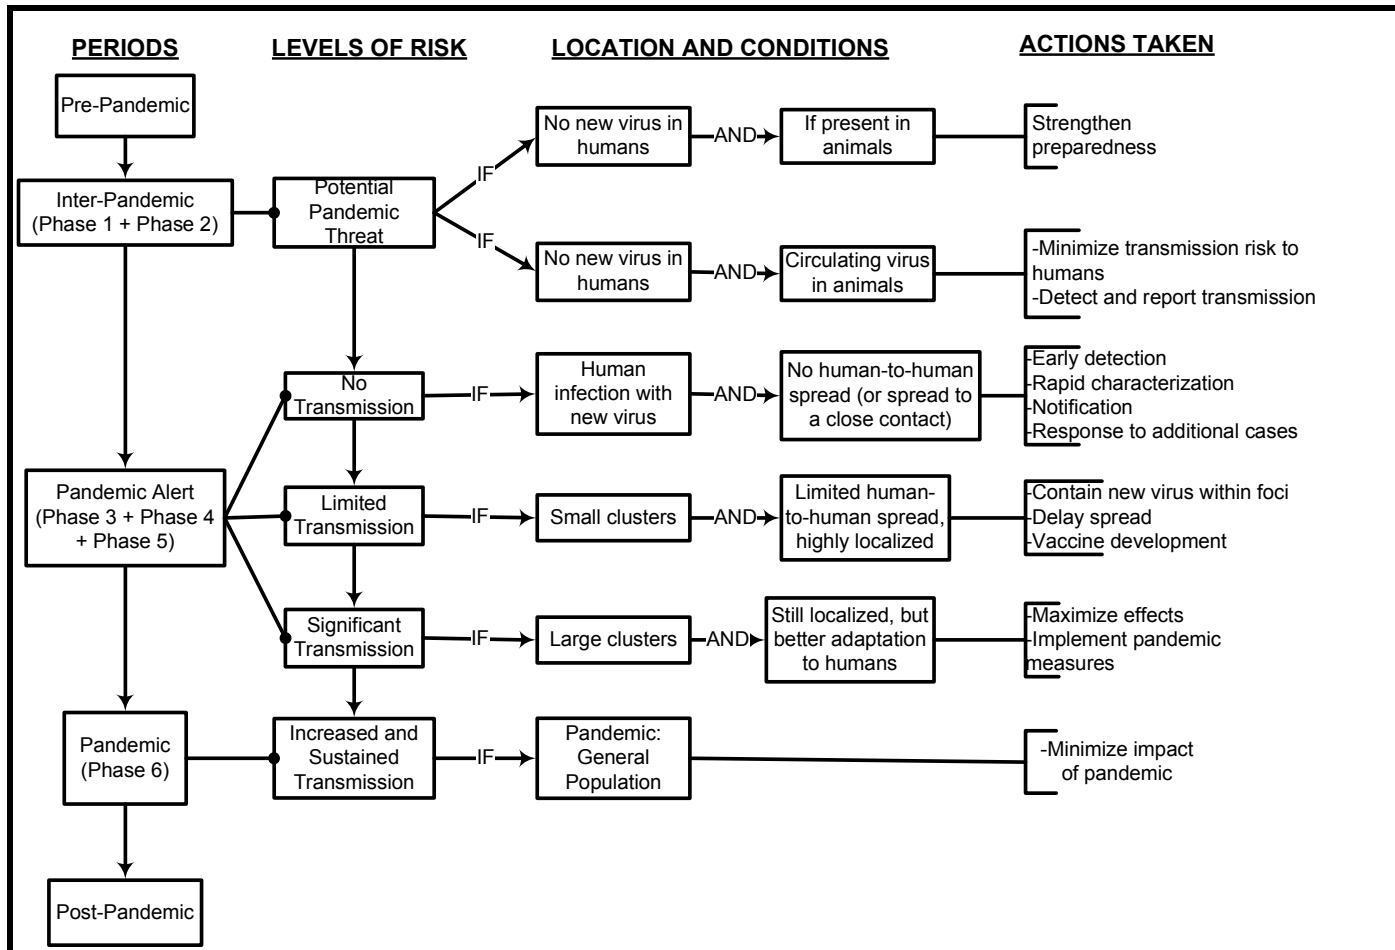 PERIODS
LEVELS OF RISK
LOCATION AND CONDITIONS
ACTIONS TAKEN
Pre-Pandemic
Inter-Pandemic
(Phase 1 + Phase 2)
Potential
Pandemic
Threat
IF
No new virus in
humans
AND
If present in
animals
Strengthen
preparedness
IF
No new virus in
humans
AND
Circulating virus
in animals
-Minimize transmission risk to
humans
-Detect and report transmission
Pandemic Alert
(Phase 3 + Phase 4
+ Phase 5)
No
Transmission
IF
Human
infection with
new virus
AND
No human-to-human
spread (or spread to
a close contact)
-Early detection
-Rapid characterization
-Notification
-Response to additional cases
Limited
Transmission
IF
Small clusters
AND
Limited human-
to-human spread,
highly localized
-Contain new virus within foci
-Delay spread
-Vaccine development
Significant
Transmission
IF
Large clusters
AND
Still localized, but
better adaptation
to humans
-Maximize effects
-Implement pandemic
measures
Pandemic
(Phase 6)
Increased and
Sustained
Transmission
IF
Pandemic:
General
Population
-Minimize impact
of pandemic
Post-Pandemic